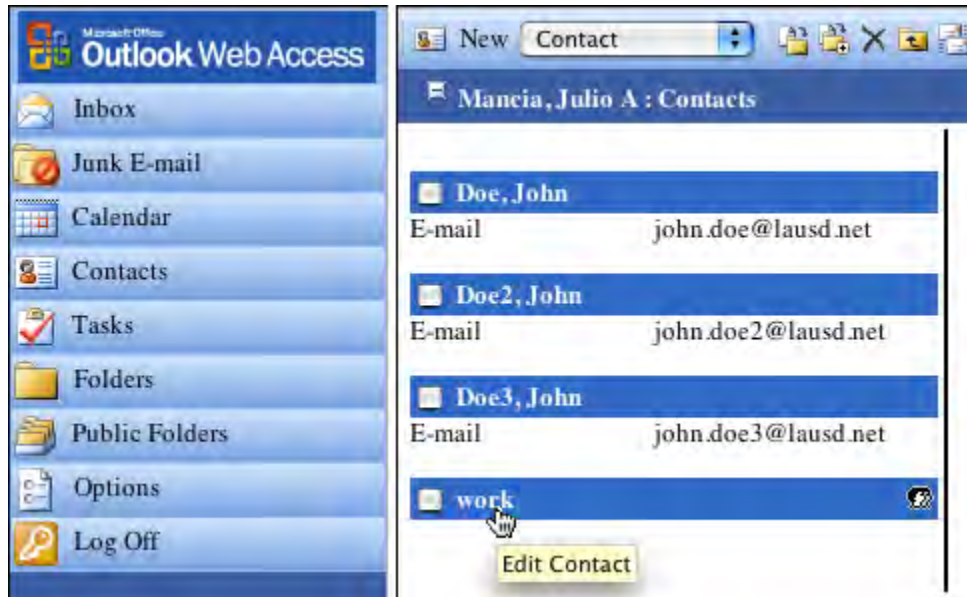 Microsoft Office
Outlook Web Access
Inbox
Junk E-mail
Calendar
Contacts
Tasks
Folders
Public Folders
Options
Log Off
New Contact
Mancia, Julio A : Contacts
Doe, John
E-mail john.doe@lausd.net
Doe2, John
E-mail john.doe2@lausd.net
Doe3, John
E-mail john.doe3@lausd.net
work
Edit Contact